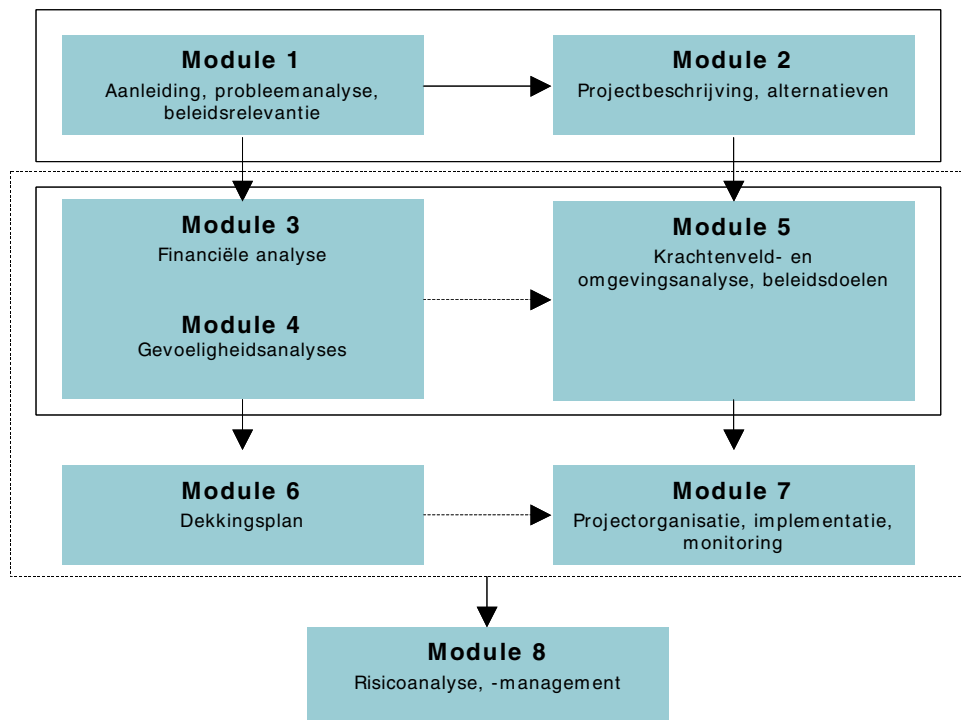 Module 1
Aanleiding, probleemanalyse,
beleidsrelevantie
Module 2
Projectbeschrijving, alternatieven
Module 3
Financiële analyse
Module 4
Gevoeligheidsanalyses
Module 5
Krachtenveld- en
omgevingsanalyse, beleidsdoelen
Module 6
Dekkingsplan
Module 7
Projectorganisatie, implementatie,
monitoring
Module 8
Risicoanalyse, -management